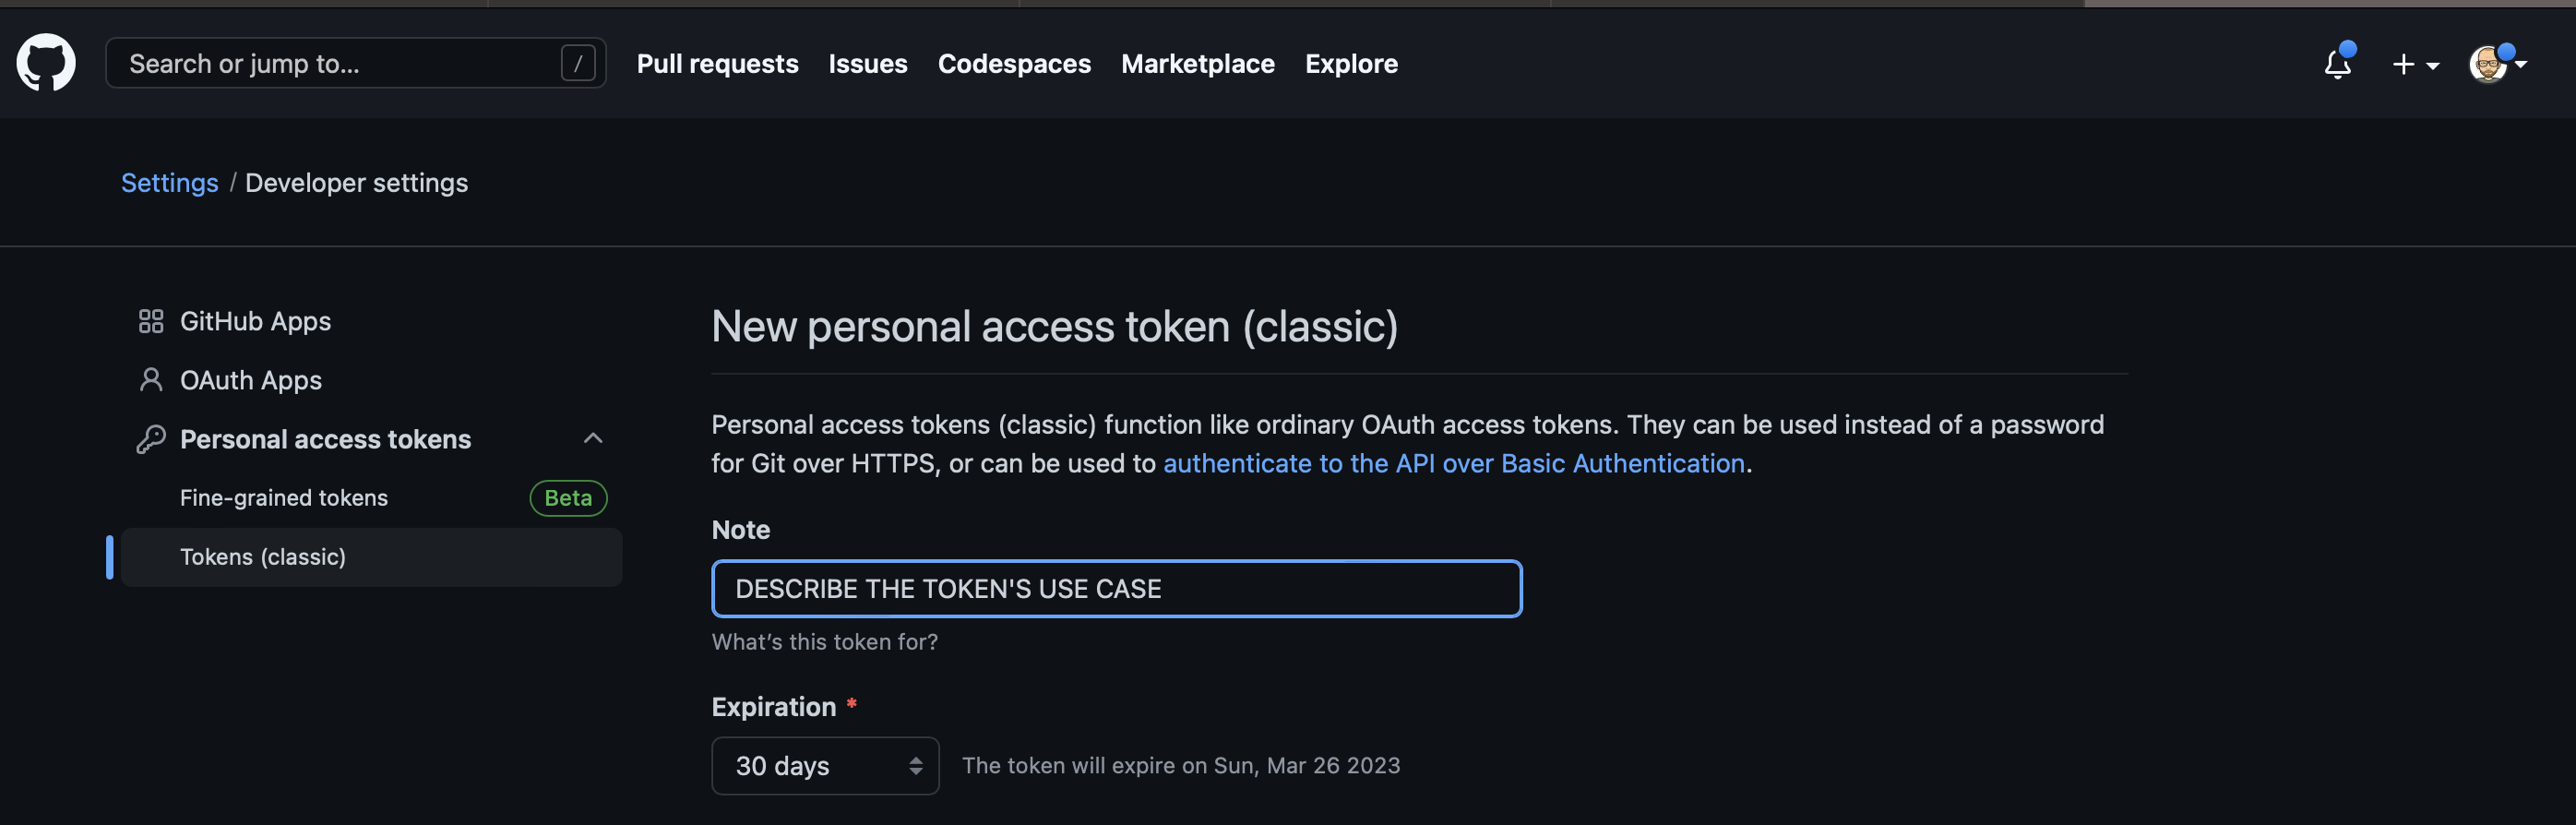 Search or jump to... /
Pull requests Issues Codespaces Marketplace Explore
Settings / Developer settings
GitHub Apps
OAuth Apps
Personal access tokens
Fine-grained tokens Beta
Tokens (classic)
New personal access token (classic)
Personal access tokens (classic) function like ordinary OAuth access tokens. They can be used instead of a password
for Git over HTTPS, or can be used to authenticate to the API over Basic Authentication.
Note
DESCRIBE THE TOKEN'S USE CASE
What’s this token for?
Expiration *
30 days The token will expire on Sun, Mar 26 2023